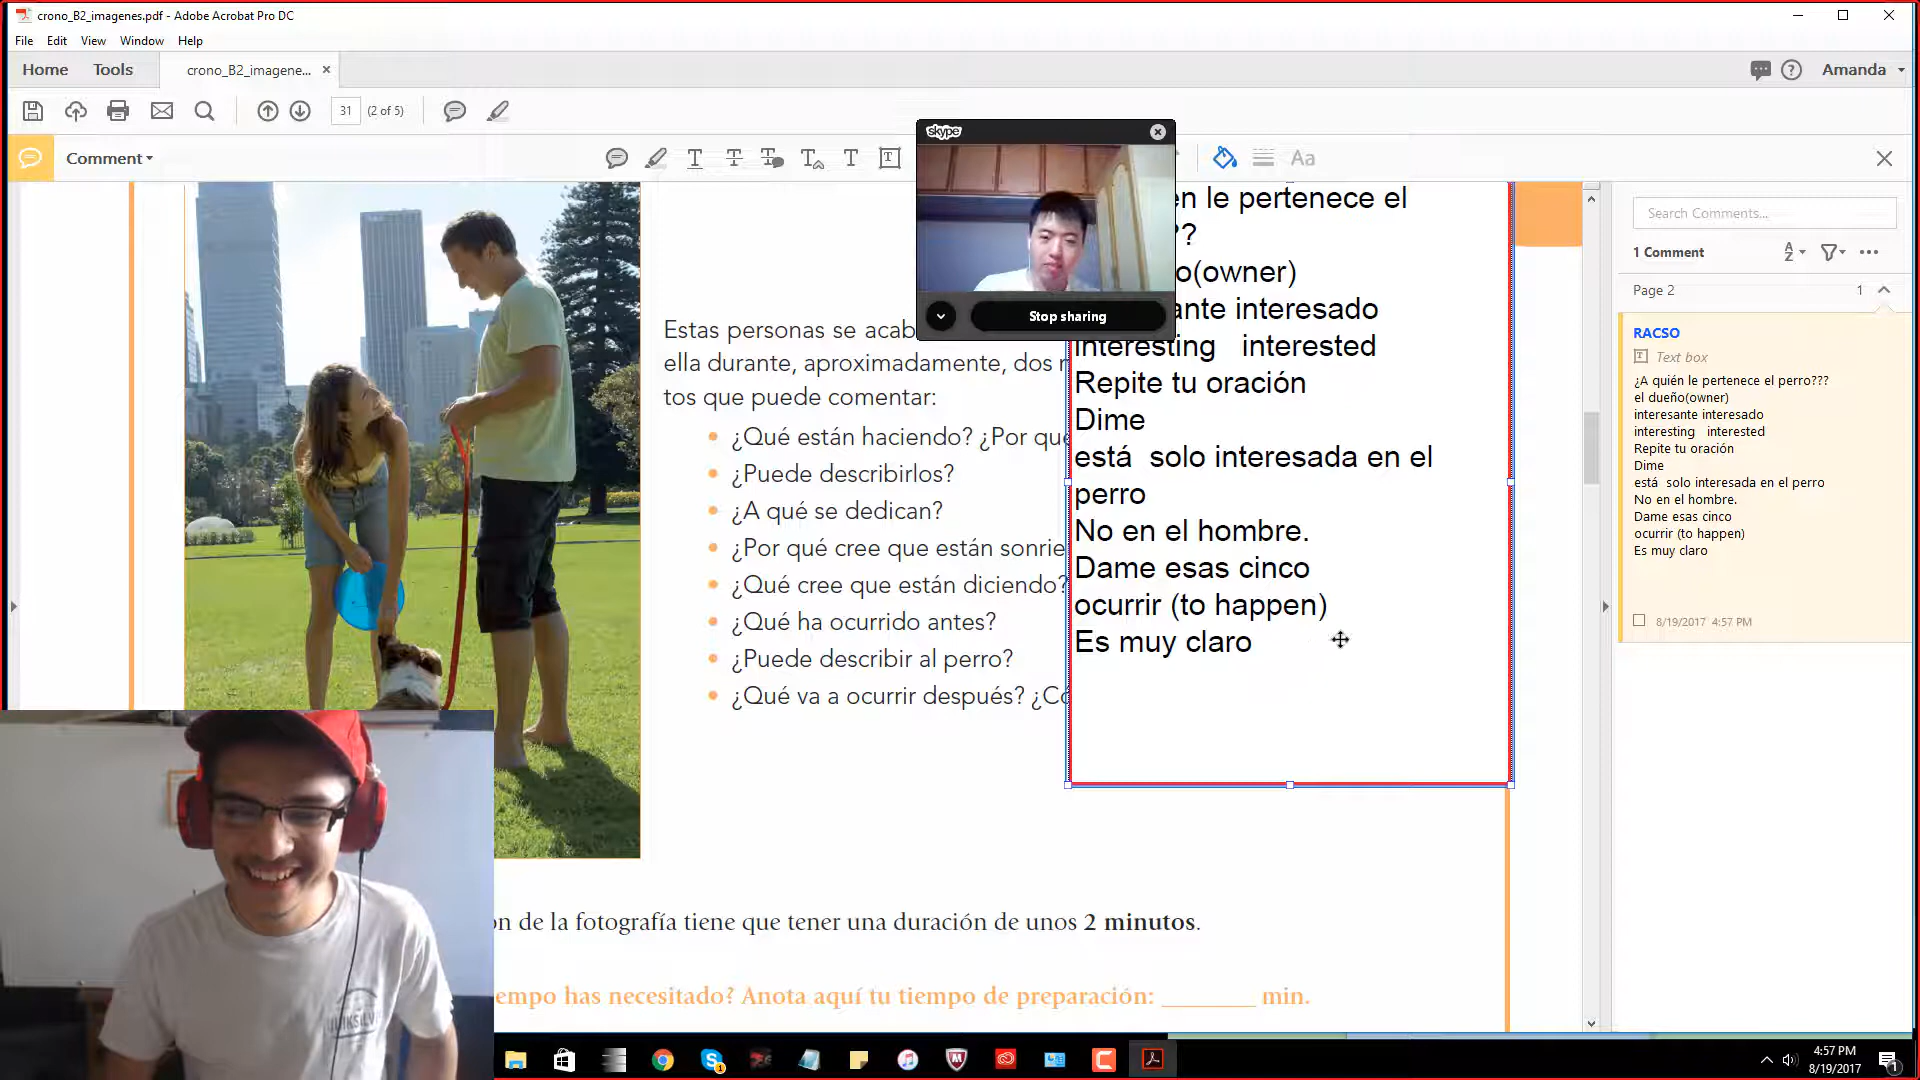 crono_B2_imagenes.pdf - Adobe Acrobat Pro DC
File Edit View Window Help
Home Tools crono_B2_imagene... Amanda
31 (2 of 5)
Comment
skype
Stop sharing
Estas personas se acab
ella durante, aproximadamente, dos
tos que puede comentar:
¿Qué están haciendo? ¿Por qu
¿Puede describirlos?
¿A qué se dedican?
¿Por qué cree que están sonrie
¿Qué cree que están diciendo?
¿Qué ha ocurrido antes?
¿Puede describir al perro?
¿Qué va a ocurrir después?
en le pertenece el
??
o(owner)
ante interesado
interesting interested
Repite tu oración
Dime
está solo interesada en el
perro
No en el hombre.
Dame esas cinco
ocurrir (to happen)
Es muy claro
Search Comments...
1 Comment
Page 2 1
RACSO
Text box
¿A quién le pertenece el perro???
el dueño(owner)
interesante interesado
interesting interested
Repite tu oración
Dime
está solo interesada en el perro
No en el hombre.
Dame esas cinco
ocurrir (to happen)
Es muy claro
8/19/2017 4:57 PM
ón de la fotografía tiene que tener una duración de unos 2 minutos.
empo has necesitado? Anota aquí tu tiempo de preparación: ________ min.
4:57 PM
8/19/2017